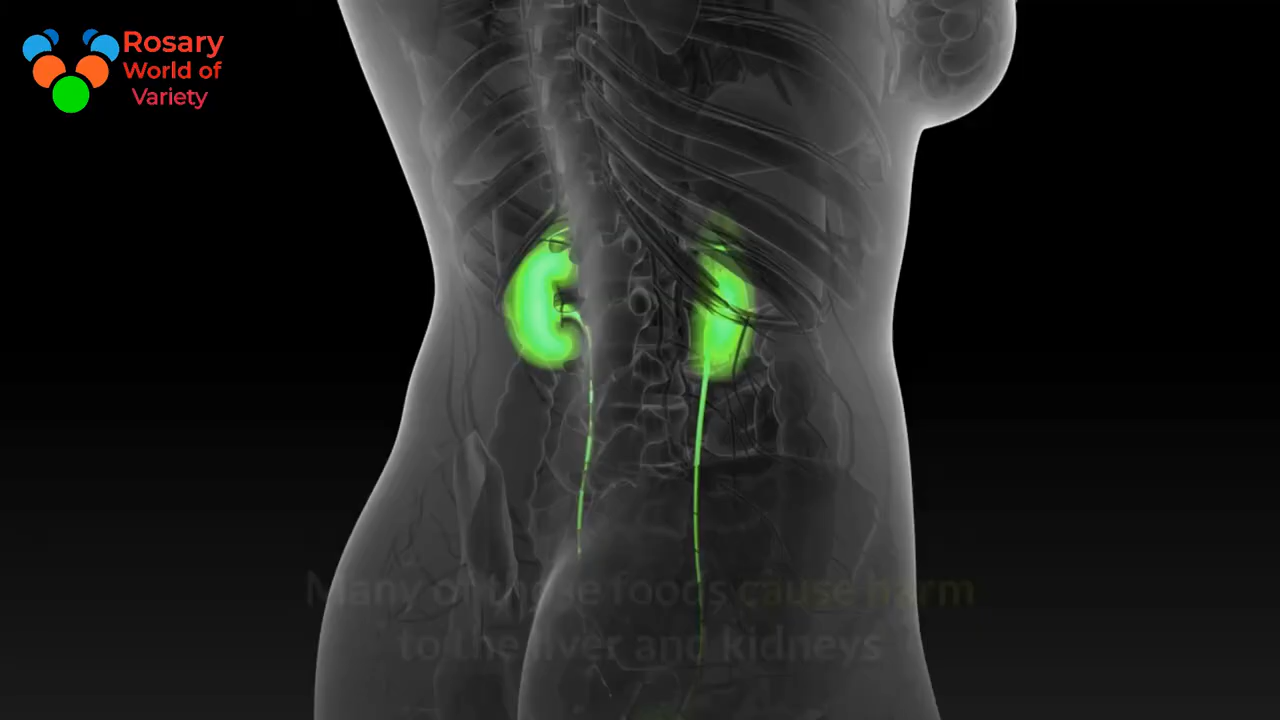 Rosary
World of
Variety
Many of these foods cause harm
to the liver and kidneys